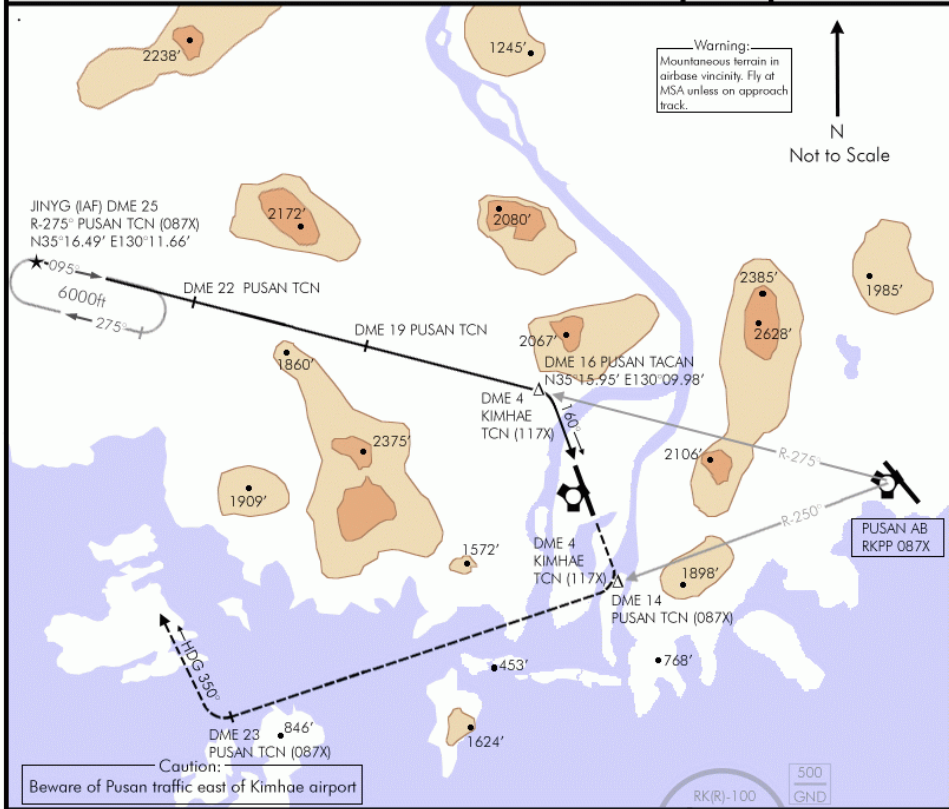 2238’
1245’
Warning:
Mountaneous terrain in
airbase vincinity. Fly at
MSA unless on approach
track.
N
Not to Scale
JINYG (IAF) DME 25
R-275° PUSAN TCN (087X)
N35°16.49’ E130°11.66’
2172’
2080’
095°
6000ft
275°
DME 22 PUSAN TCN
2385’
1985’
2628’
DME 19 PUSAN TCN
2067’
1860’
DME 16 PUSAN TACAN
N35°15.95’ E130°09.98’
DME 4
KIMHAE
TCN (117X)
160°
2375’
2106’
R-275°
1909’
R-250°
PUSAN AB
RKPP 087X
1572’
DME 4
KIMHAE
TCN (117X)
1898’
DME 14
PUSAN TCN (087X)
HDG 350°
453’
768’
DME 23
PUSAN TCN (087X)
846’
1624’
Caution:
Beware of Pusan traffic east of Kimhae airport
RK(R)-100
500
GND